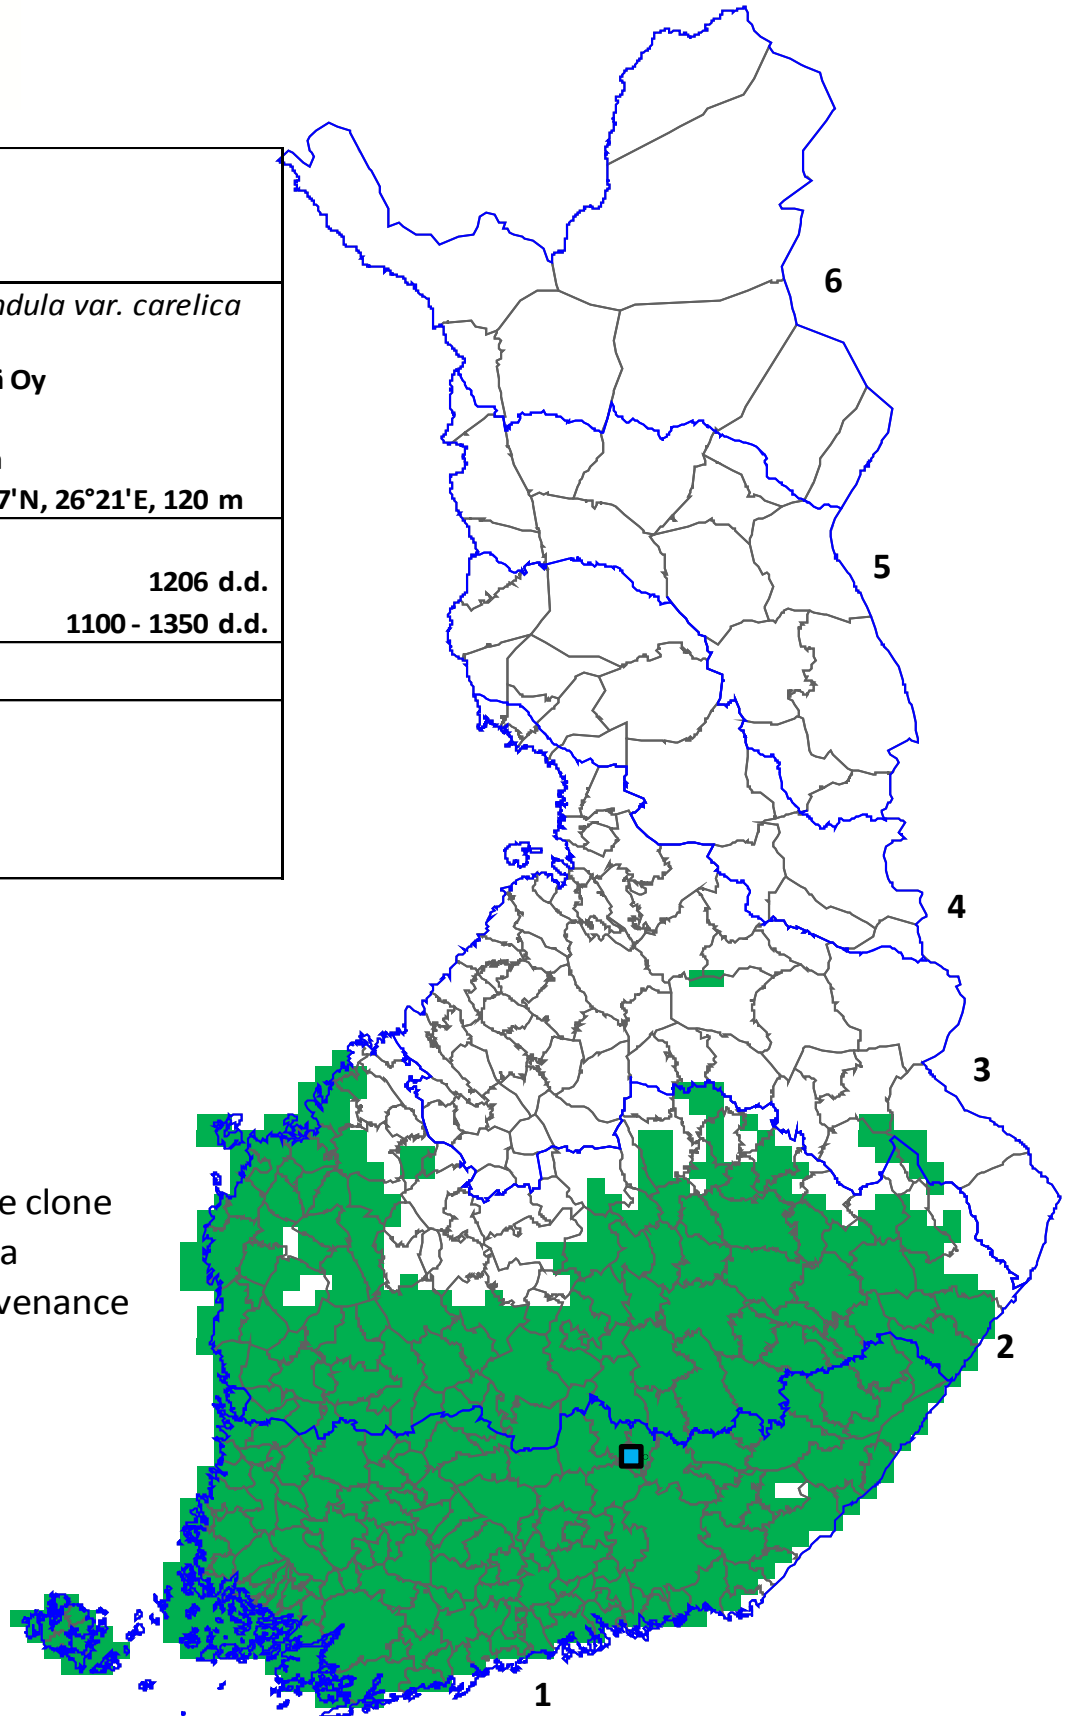 ndula var. carelica
Oy
7'N, 26°21'E, 120 m
1206 d.d.
1100 - 1350 d.d.
6
5
4
3
e clone
a
venance
2
1